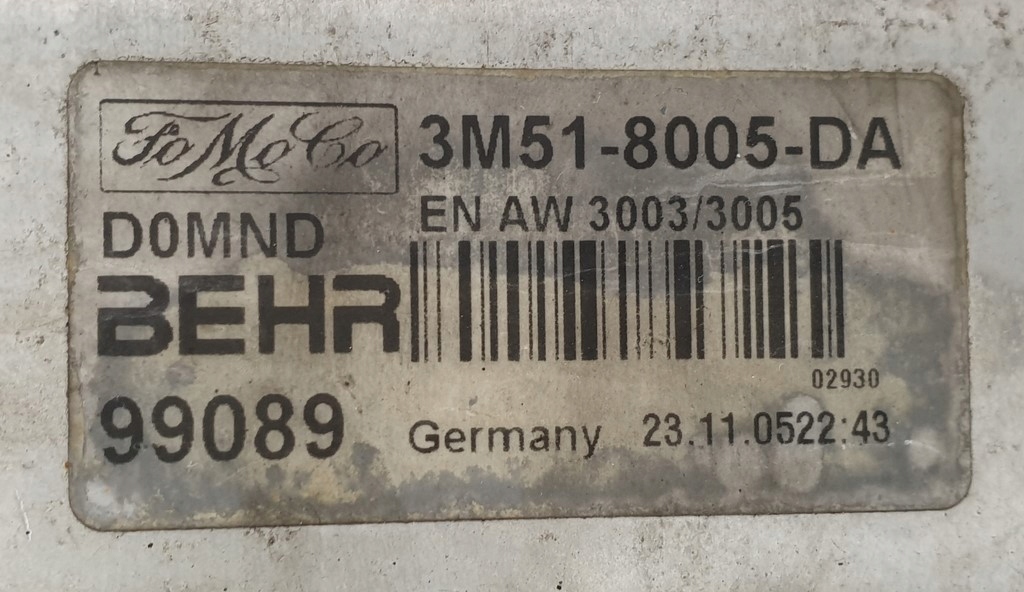 FoMoCo 3M51-8005-DA
D0MND EN AW 3003/3005
BEHR
02930
99089 Germany 23.11.0522:43